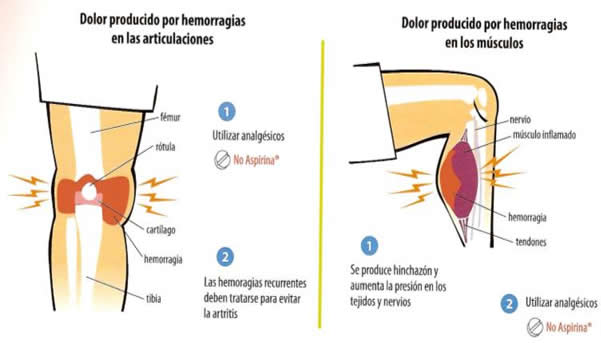 Dolor producido por hemorragias
en las articulaciones
fémur
rótula
cartílago
hemorragia
tibia
1
Utilizar analgésicos
No Aspirina®
2
Las hemoragias recurrentes
deben tratarse para evitar
la artritis
Dolor producido por hemorragias
en los músculos
nervio
músculo inflamado
hemorragia
tendones
1
Se produce hinchazón y
aumenta la presión en los
tejidos y nervios
2
Utilizar analgésicos
No Aspirina®